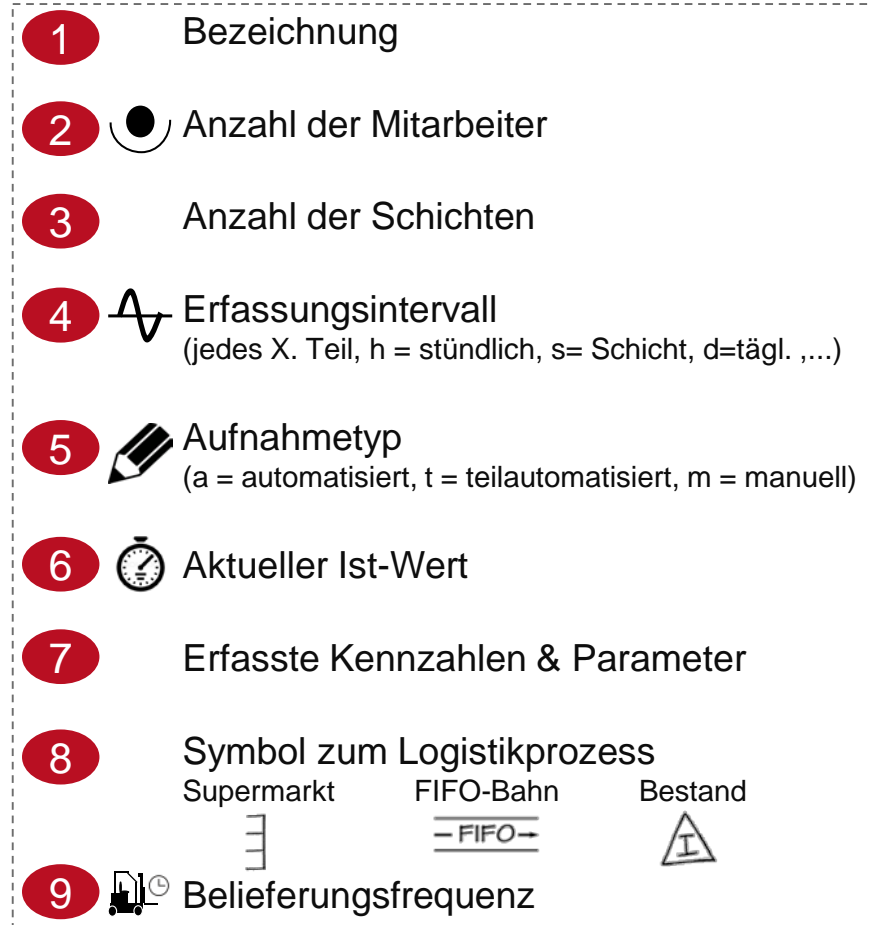 1 Bezeichnung
2 Anzahl der Mitarbeiter
3 Anzahl der Schichten
4 Erfassungsintervall
(jedes X. Teil, h = stündlich, s= Schicht, d=tägl. ,...)
5 Aufnahmetyp
(a = automatisiert, t = teilautomatisiert, m = manuell)
6 Aktueller Ist-Wert
7 Erfasste Kennzahlen & Parameter
8 Symbol zum Logistikprozess
Supermarkt FIFO-Bahn Bestand
FIFO I
9 Belieferungsfrequenz